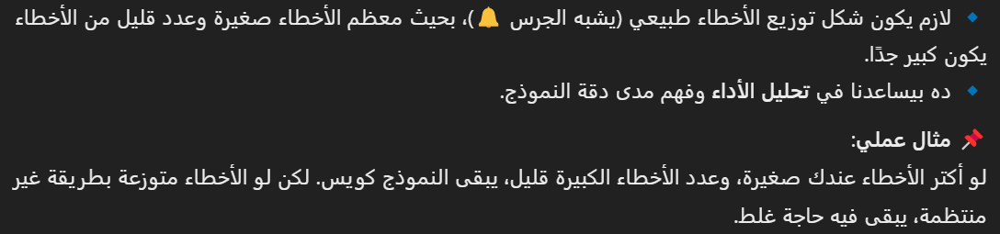 🔹 لازم يكون شكل توزيع الأخطاء طبيعي (يشبه الجرس 🔔)، بحيث معظم الأخطاء صغيرة وعدد قليل من الأخطاء
يكون كبير جدًا.
🔹 ده بيساعدنا في تحليل الأداء وفهم مدى دقة النموذج.
📌 مثال عملي:
لو أكتر الأخطاء عندك صغيرة، وعدد الأخطاء الكبيرة قليل، يبقى النموذج كويس. لكن لو الأخطاء متوزعة بطريقة غير
منتظمة، يبقى فيه حاجة غلط.